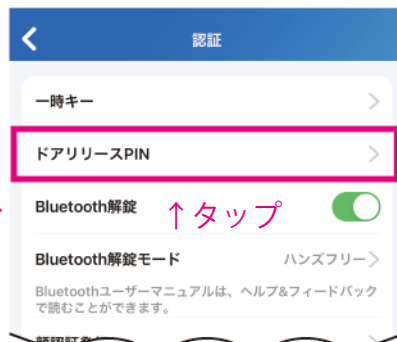 認証
一時キー
ドアリリースPIN
Bluetooth解錠
↑タップ
Bluetooth解錠モード ハンズフリー
Bluetoothユーザーマニュアルは、ヘルプ&フィードバック
で読むことができます。